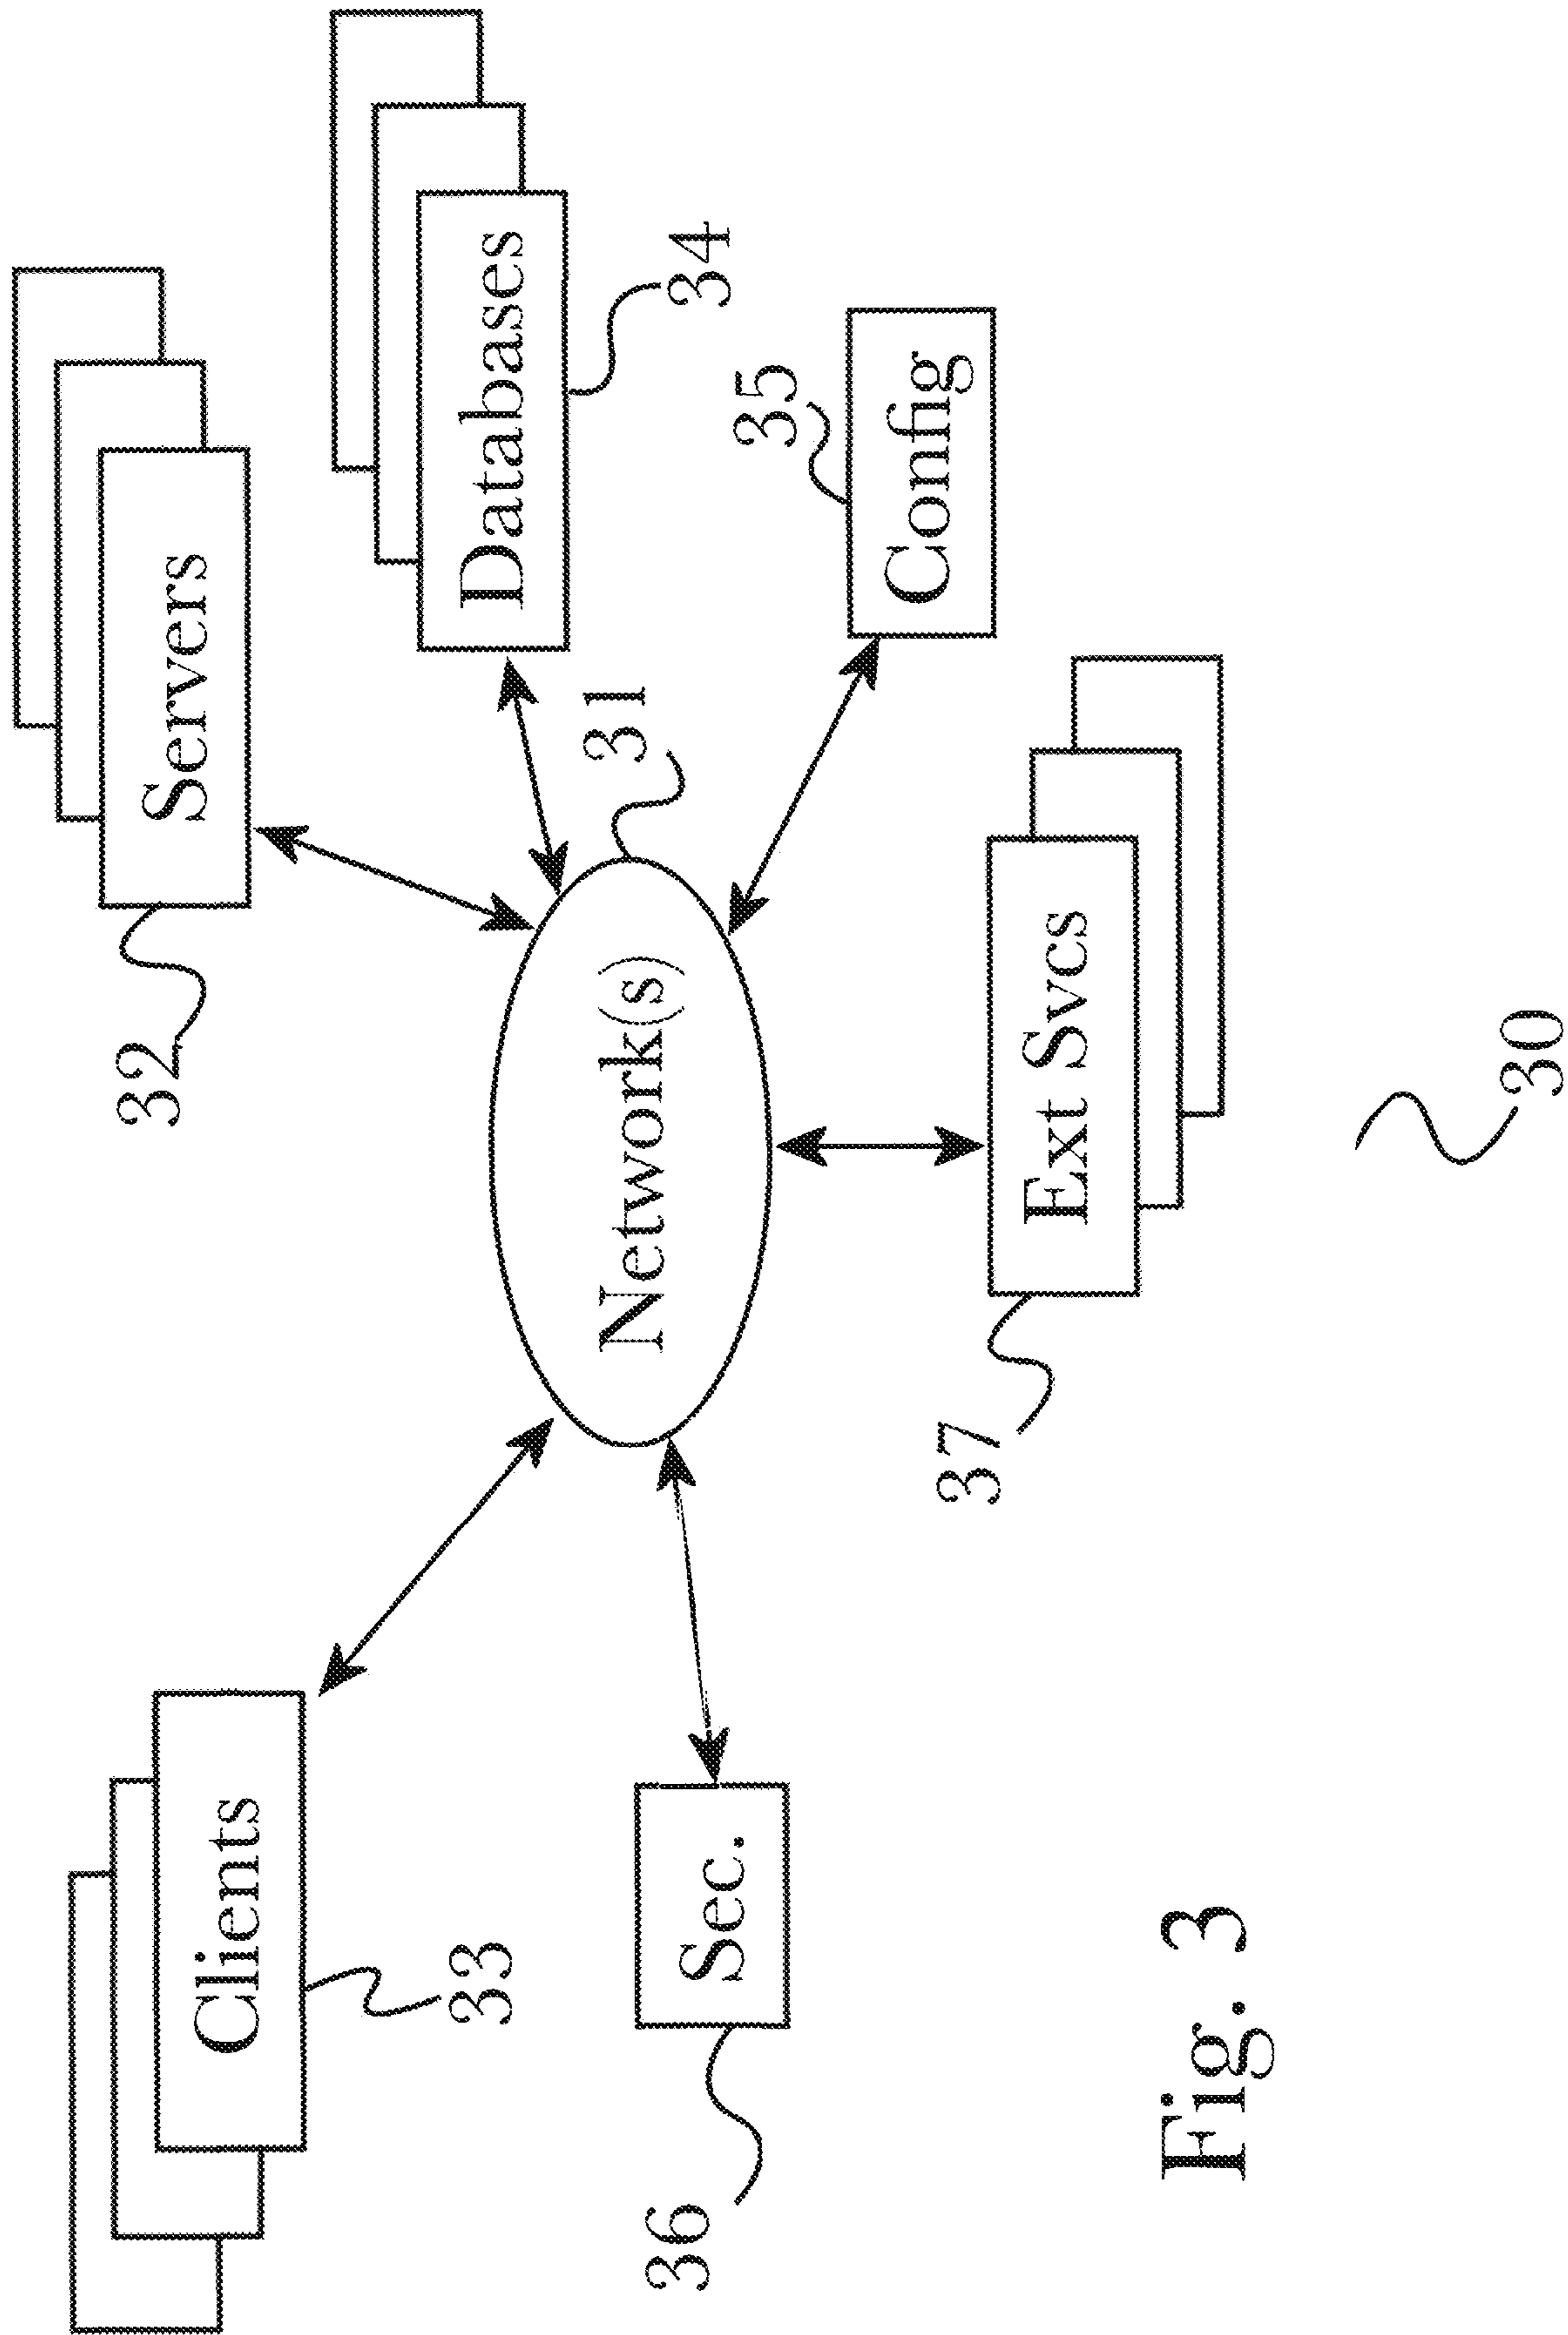 Clients
33
Servers
32
Databases
34
Network(s)
31
Sec.
36
Config
35
Ext Svcs
37
30
Fig. 3